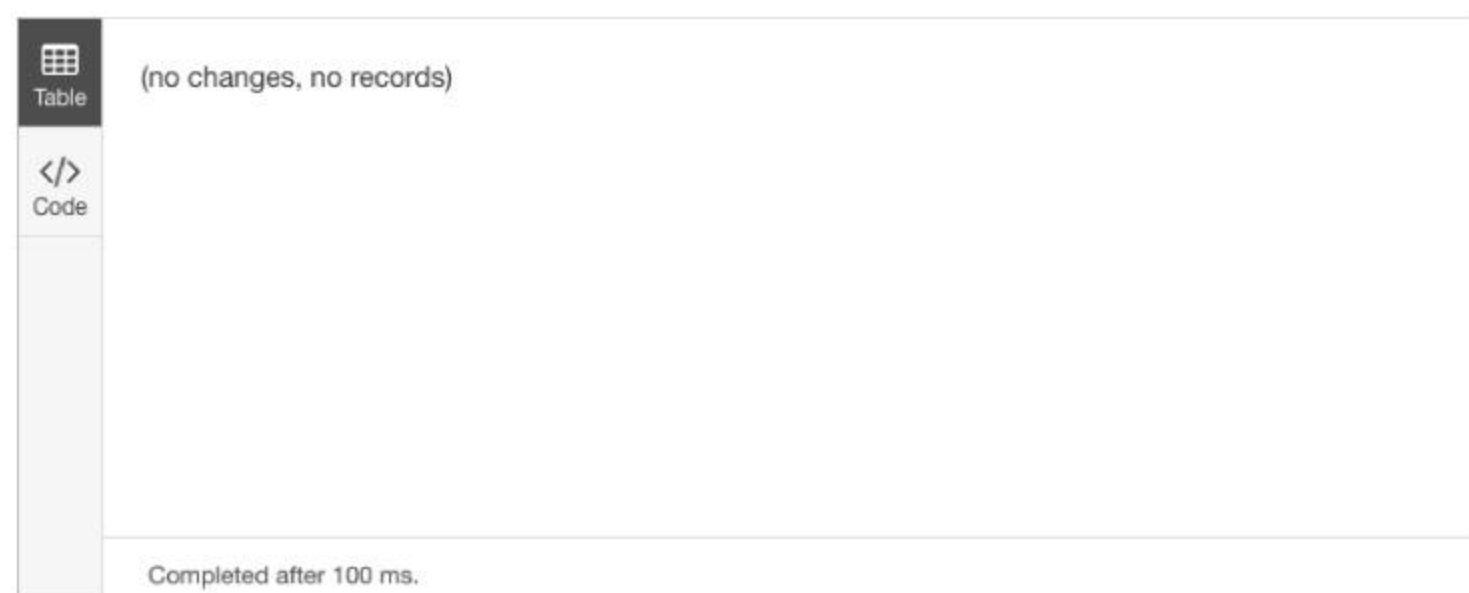 Table
(no changes, no records)
</>
Code
Completed after 100 ms.